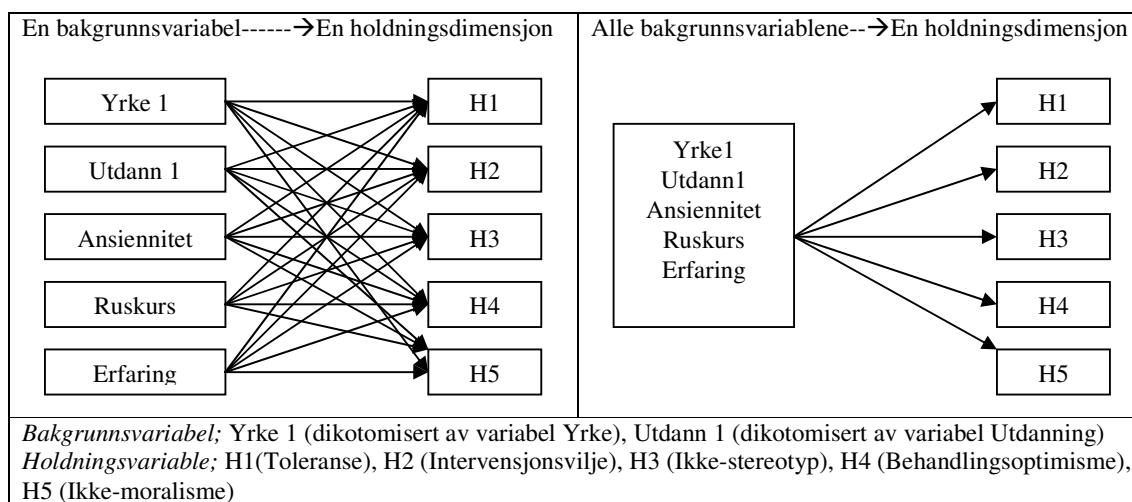 En bakgrunnsvariabel------→En holdningsdimensjon
Yrke 1
Utdann 1
Ansiennitet
Ruskurs
Erfaring
H1
H2
H3
H4
H5
Alle bakgrunnsvariablene--→En holdningsdimensjon
Yrke1
Utdann1
Ansiennitet
Ruskurs
Erfaring
H1
H2
H3
H4
H5
Bakgrunnsvariabel; Yrke 1 (dikotomisert av variabel Yrke), Utdann 1 (dikotomisert av variabel Utdanning)
Holdningsvariable; H1(Toleranse), H2 (Intervensjonsvilje), H3 (Ikke-stereotyp), H4 (Behandlingsoptimisme),
H5 (Ikke-moralisme)